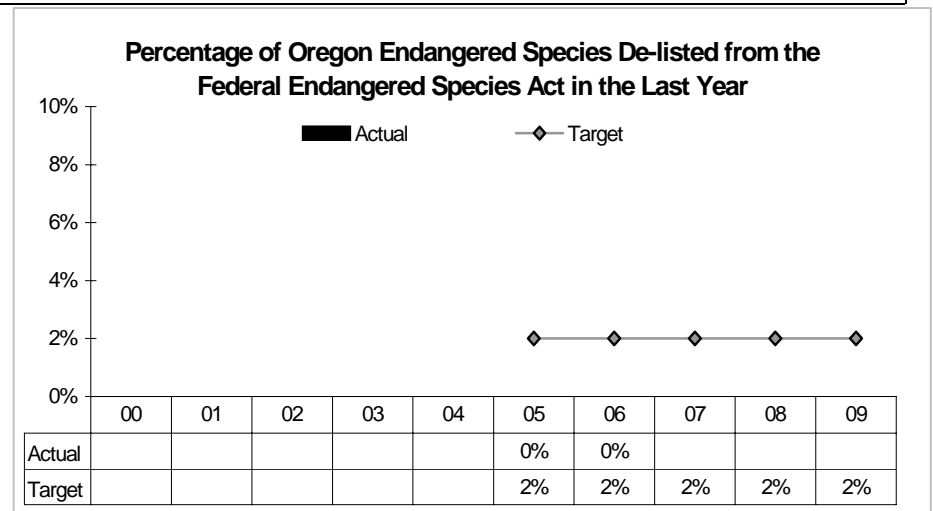 Percentage of Oregon Endangered Species De-listed from the
Federal Endangered Species Act in the Last Year
10%
Actual Target
8%
6%
4%
2%
0%
00 01 02 03 04 05 06 07 08 09
Actual 0% 0%
Target 2% 2% 2% 2% 2%